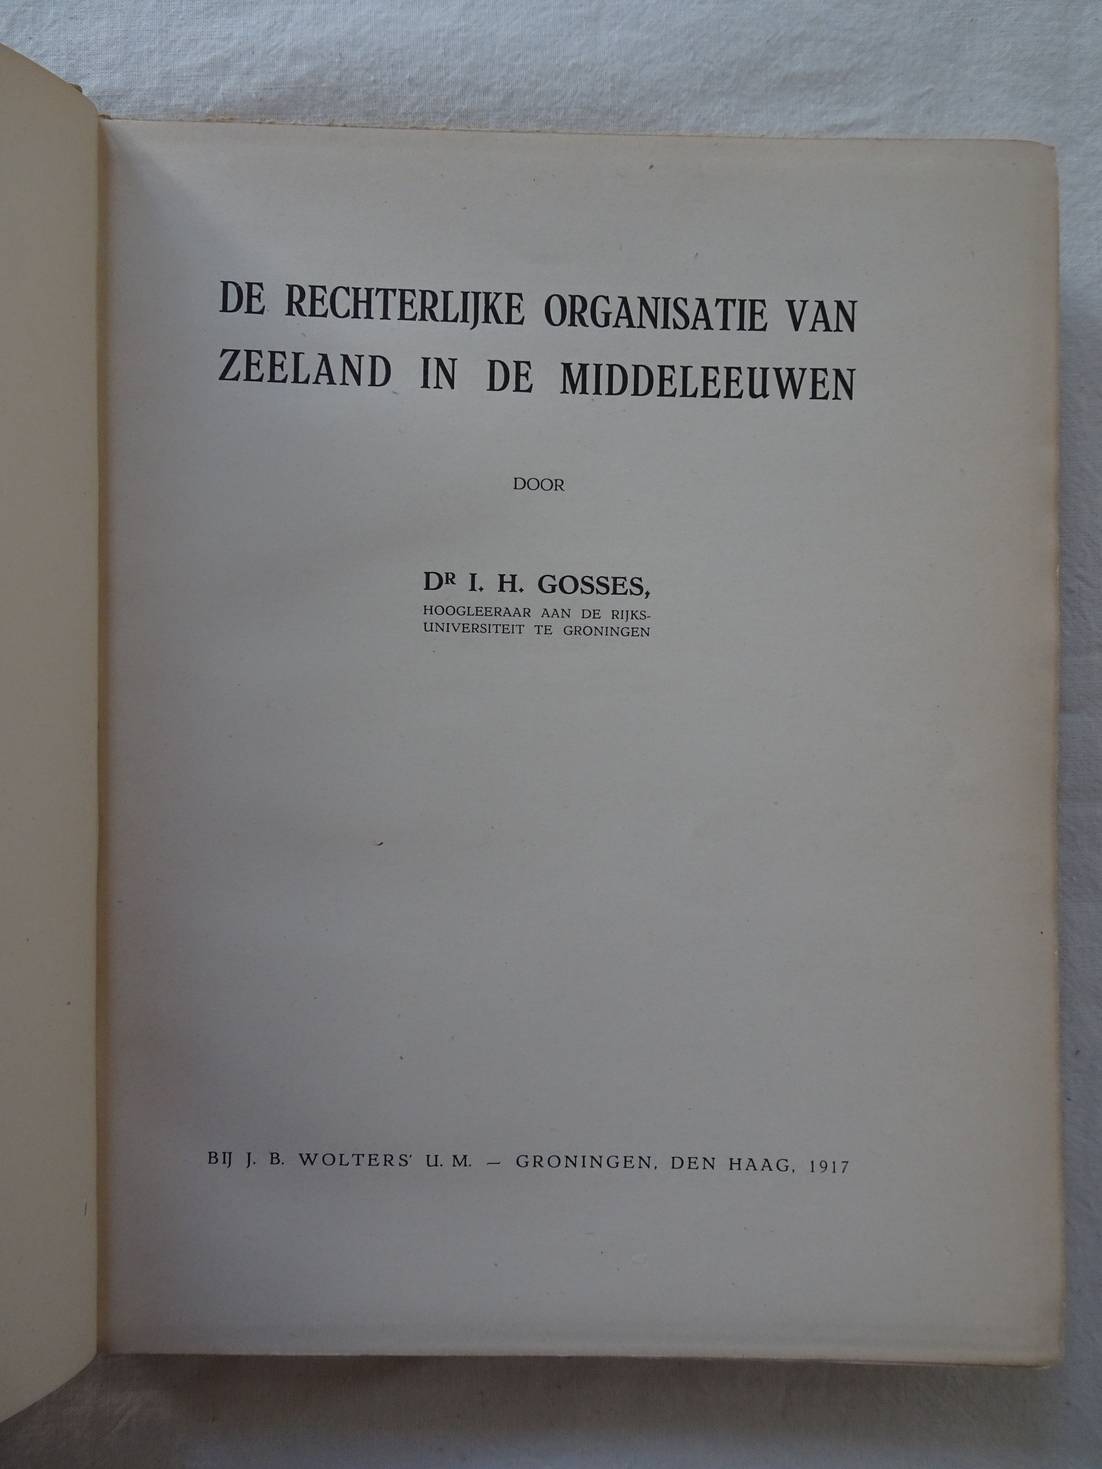 DE RECHTERLIJKE ORGANISATIE VAN
ZEELAND IN DE MIDDELEEUWEN
DOOR
DR I. H. GOSSES,
HOOGLEERAAR AAN DE RIJKS-
UNIVERSITEIT TE GRONINGEN
BIJ J. B. WOLTERS' U. M. — GRONINGEN, DEN HAAG, 1917